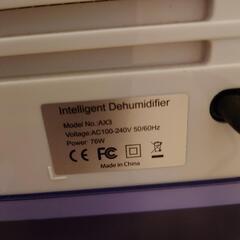 Intelligent Dehumidifier
Model No.:AX3
Voltage:AC100-240V 50/60Hz
Power: 76W
CE FC
Made in China